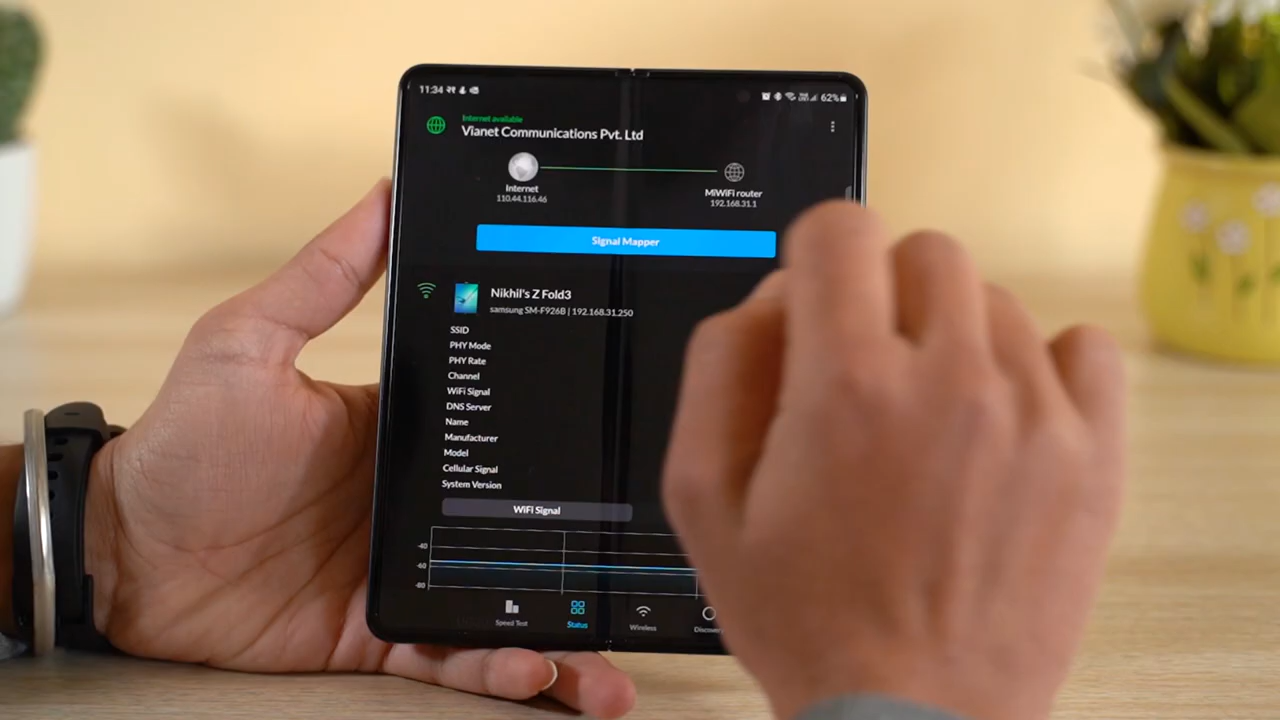 11:34
62%
Internet available
Vianet Communications Pvt. Ltd
Internet
110.44.116.46
MiWiFi router
192.168.31.1
Signal Mapper
Nikhil's Z Fold3
samsung SM-F926B | 192.168.31.250
SSID
PHY Mode
PHY Rate
Channel
WiFi Signal
DNS Server
Name
Manufacturer
Model
Cellular Signal
System Version
WiFi Signal
-40
-60
-80
Speed Test
Status
Wireless
Discovery